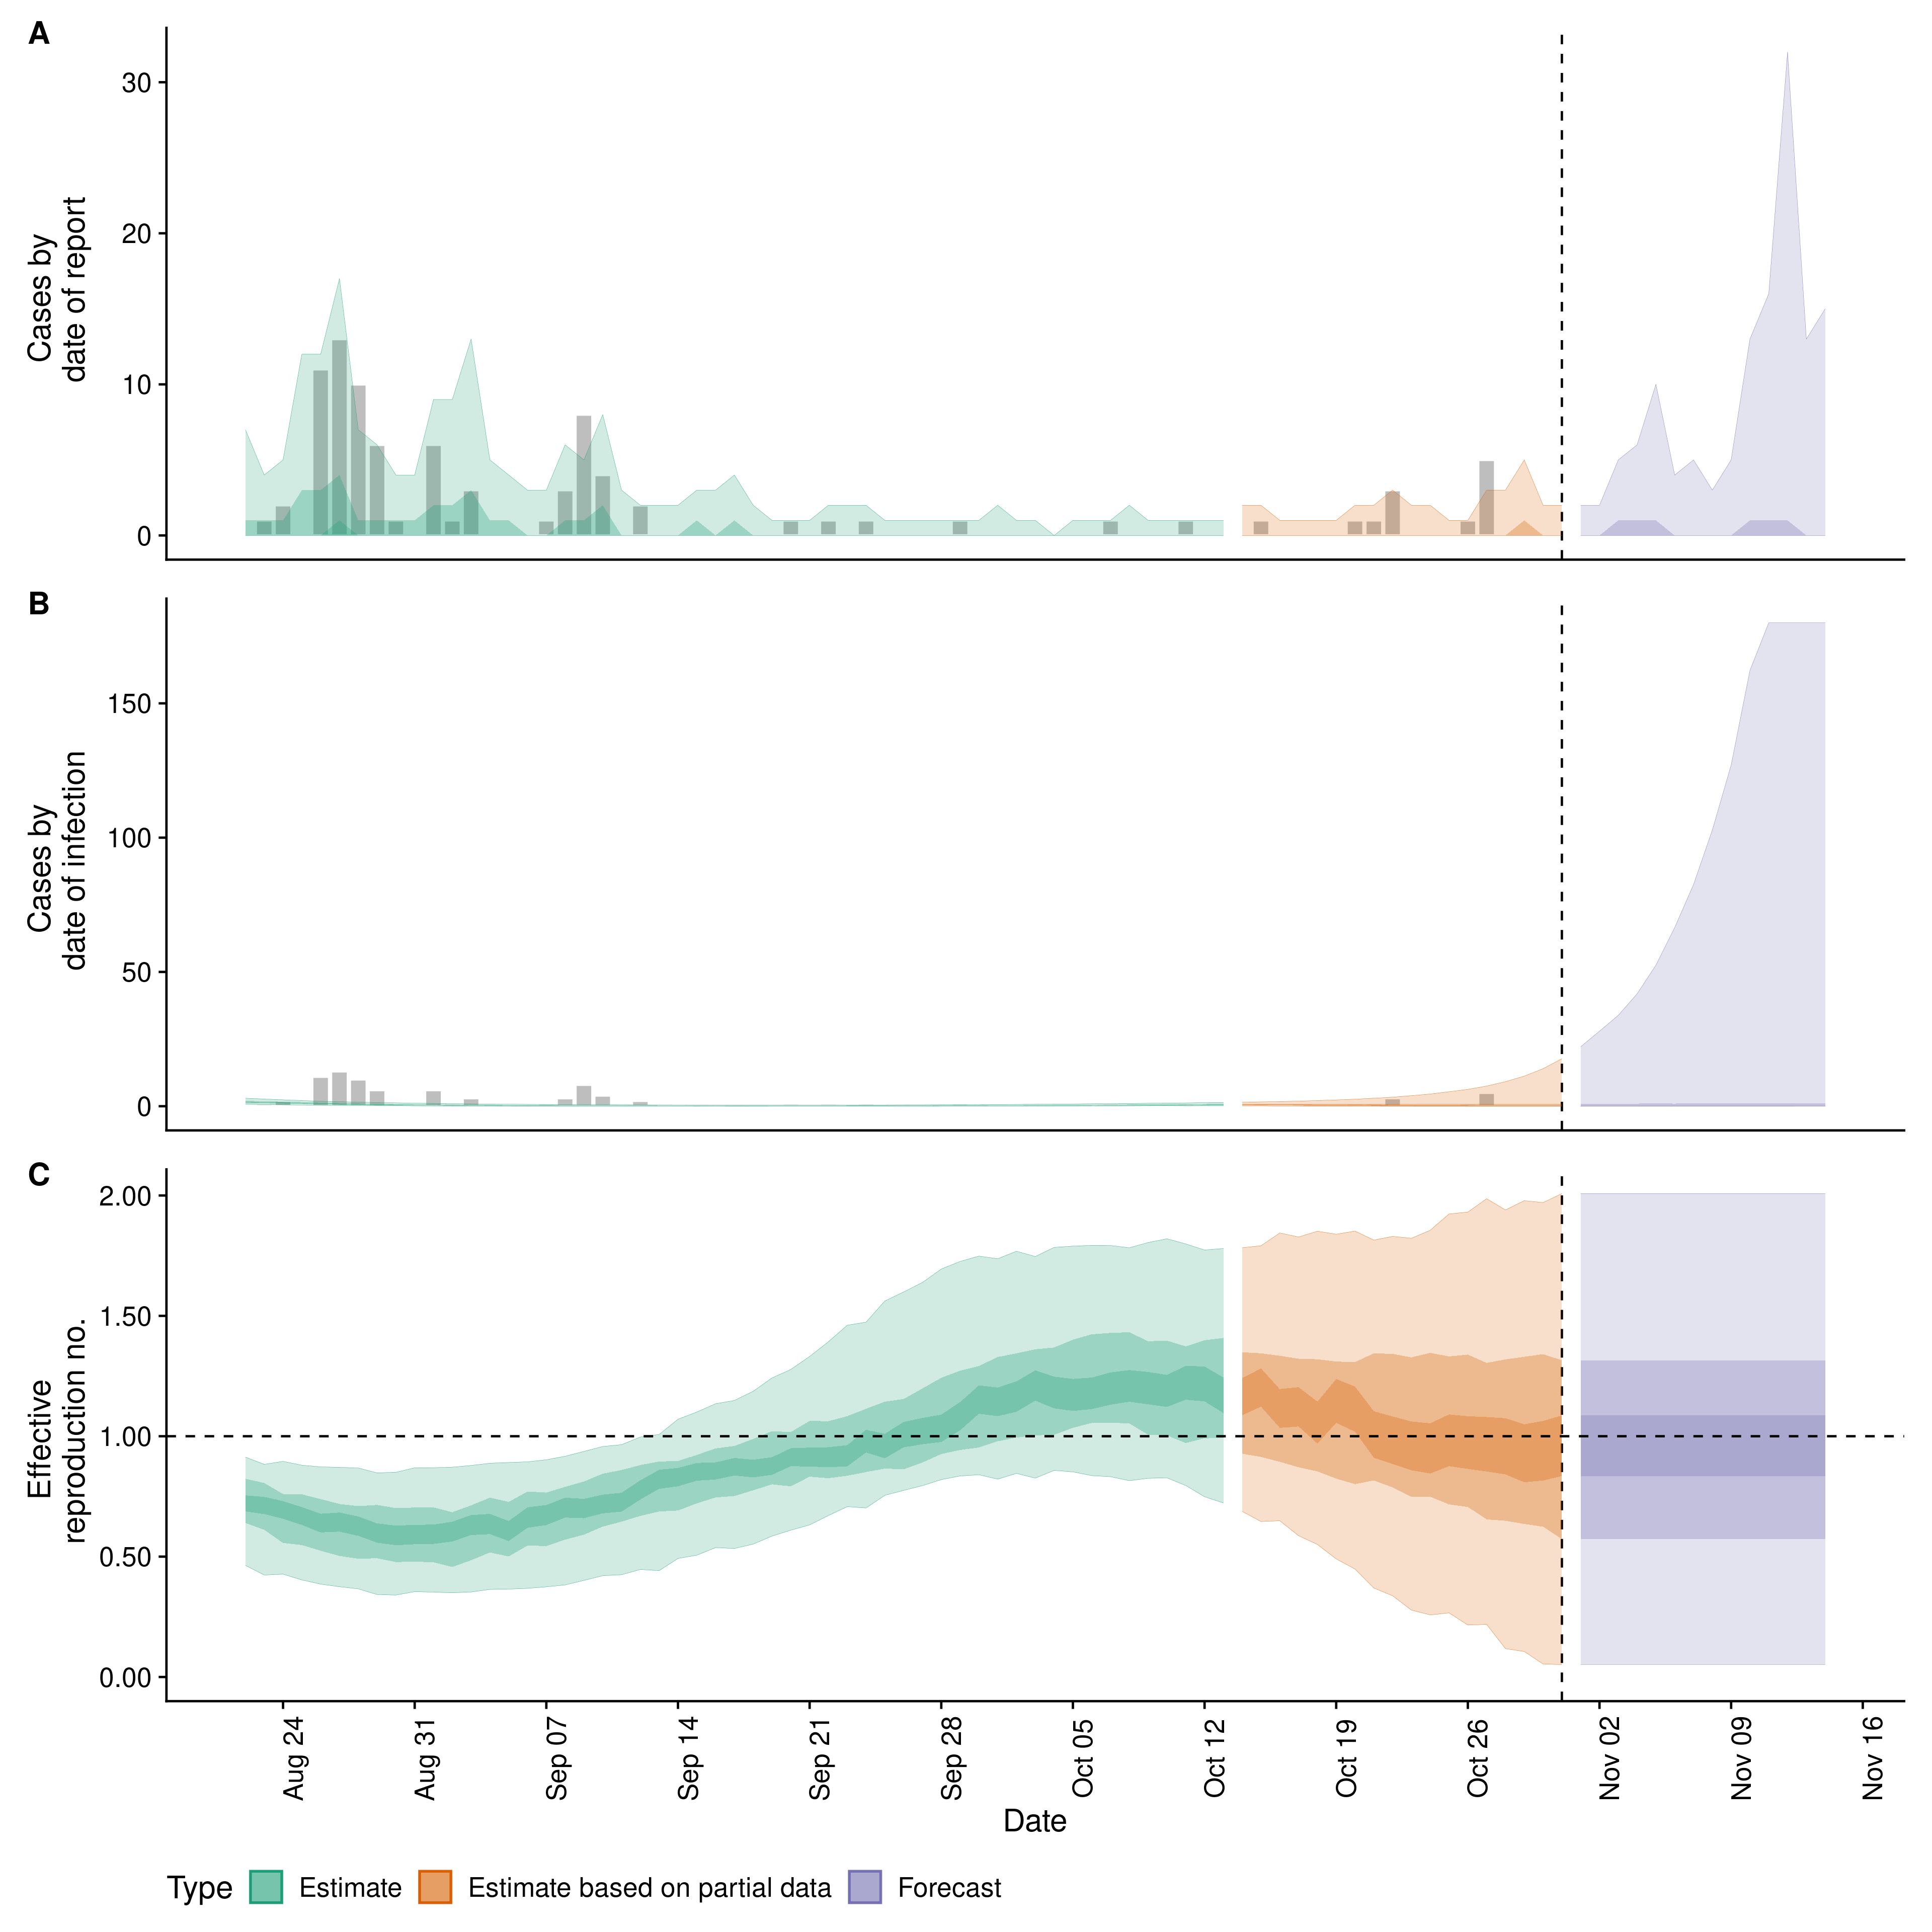 A
Cases by
date of report
30
20
10
0
B
Cases by
date of infection
150
100
50
0
C
Effective
reproduction no.
2.00
1.50
1.00
0.50
0.00
Aug 24
Aug 31
Sep 07
Sep 14
Sep 21
Sep 28
Oct 05
Oct 12
Oct 19
Oct 26
Nov 02
Nov 09
Nov 16
Date
Type
Estimate
Estimate based on partial data
Forecast